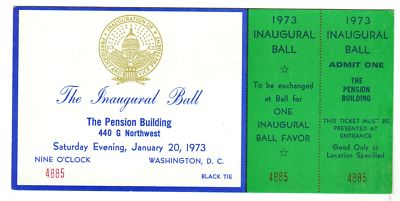 The Inaugural Ball
The Pension Building
440 G Northwest
Saturday Evening, January 20, 1973
NINE O'CLOCK
WASHINGTON, D. C.
4885
BLACK TIE
1973
INAUGURAL
BALL
To be exchanged
at Ball for
ONE
INAUGURAL
BALL FAVOR
4885
1973
INAUGURAL
BALL
ADMIT ONE
THE
PENSION
BUILDING
THIS TICKET MUST BE
PRESENTED AT
ENTRANCE
Good Only at
Location Specified
4885